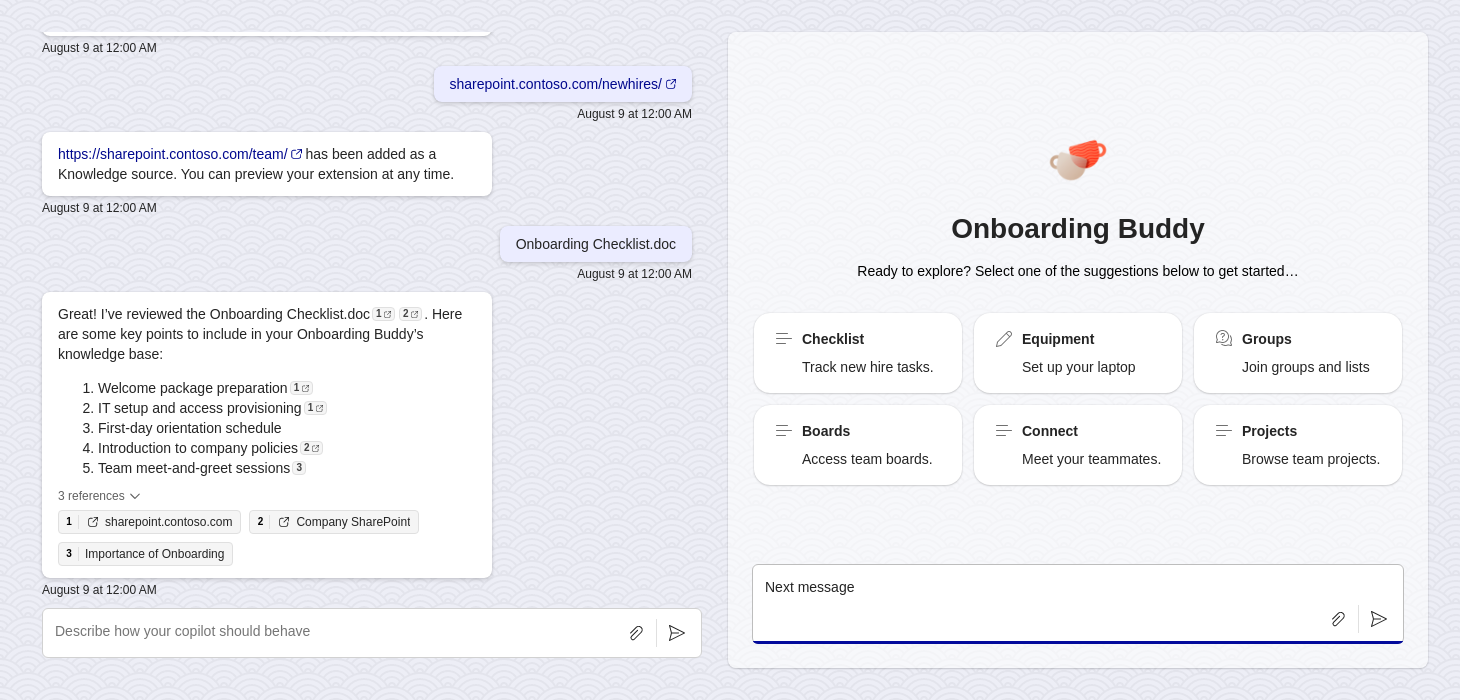 August 9 at 12:00 AM
sharepoint.contoso.com/newhires/
August 9 at 12:00 AM
https://sharepoint.contoso.com/team/ has been added as a
Knowledge source. You can preview your extension at any time.
August 9 at 12:00 AM
Onboarding Checklist.doc
August 9 at 12:00 AM
Great! I’ve reviewed the Onboarding Checklist.doc 1 2 . Here
are some key points to include in your Onboarding Buddy’s
knowledge base:
1. Welcome package preparation 1
2. IT setup and access provisioning 1
3. First-day orientation schedule
4. Introduction to company policies 2
5. Team meet-and-greet sessions 3
3 references
1 sharepoint.contoso.com
2 Company SharePoint
3 Importance of Onboarding
August 9 at 12:00 AM
Describe how your copilot should behave
Onboarding Buddy
Ready to explore? Select one of the suggestions below to get started…
Checklist
Track new hire tasks.
Equipment
Set up your laptop
Groups
Join groups and lists
Boards
Access team boards.
Connect
Meet your teammates.
Projects
Browse team projects.
Next message